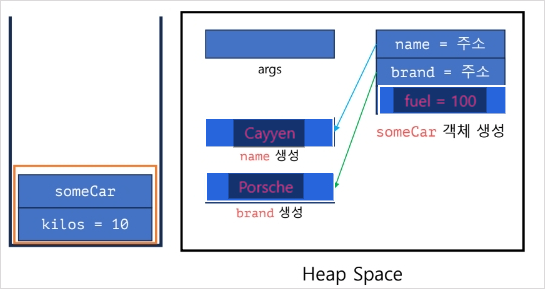 someCar
kilos = 10
args
name = 주소
brand = 주소
fuel = 100
someCar 객체 생성
Cayyen
name 생성
Porsche
brand 생성
Heap Space